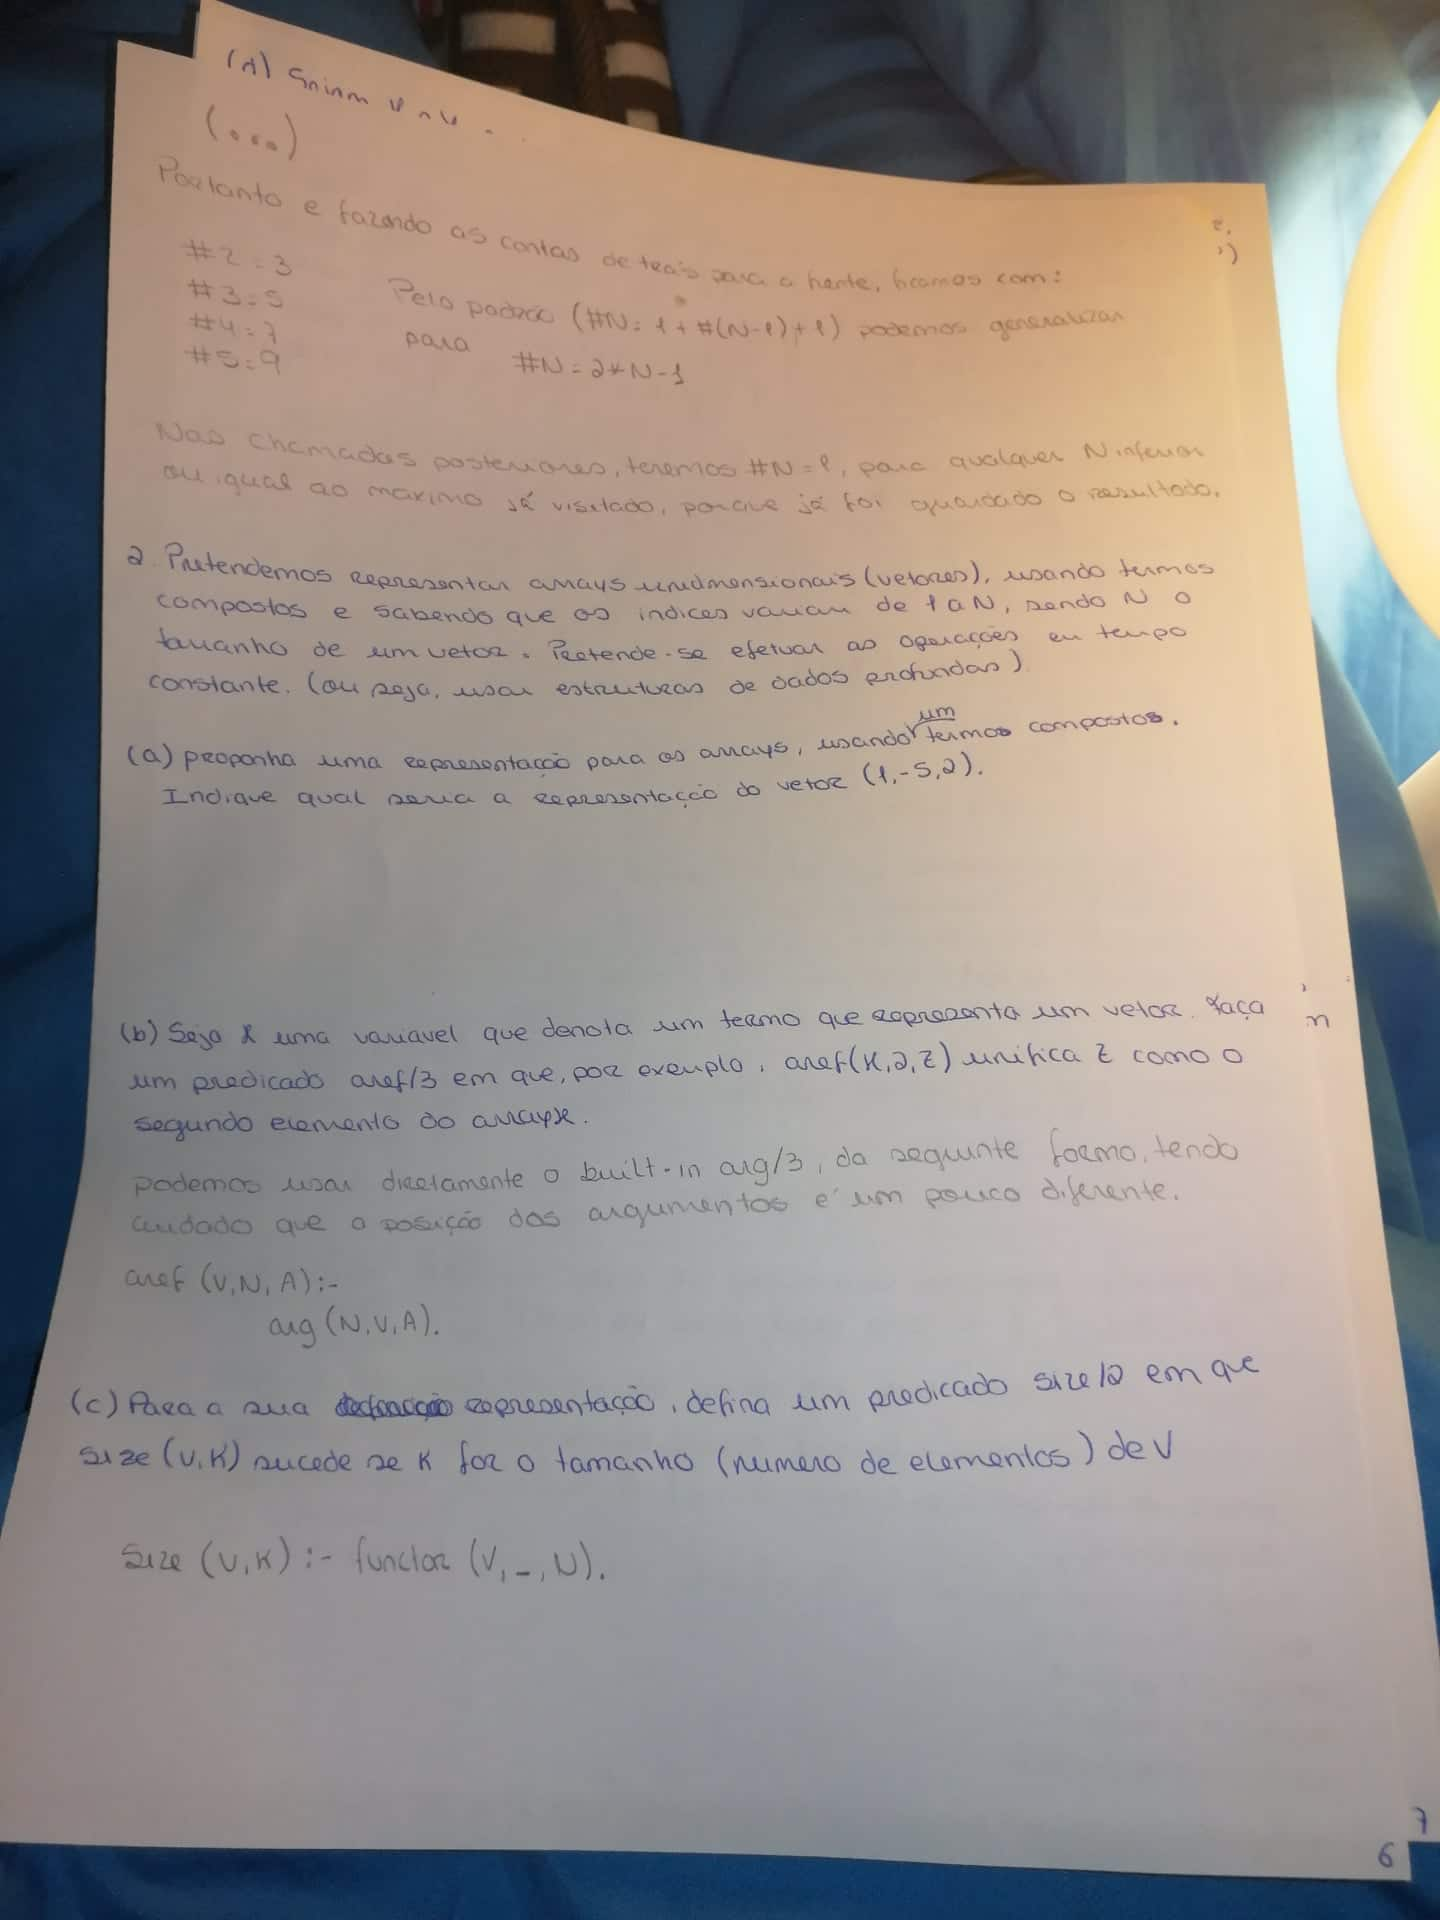 (d) Sejam V e U
(...)
Portanto e fazendo as contas de trás para a frente, ficamos com:
#2=3
#3=5
#4=7
#5=9
Pelo padrão (#N=1+#(N-1)+1) podemos generalizar
para #N=2*N-1
Nas chamadas posteriores, teremos #N=1, para qualquer N inferior
ou igual ao máximo já visitado, porque já foi guardado o resultado.
2. Pretendemos representar arrays unidimensionais (vetores), usando termos
compostos e sabendo que os indices variam de 1 a N, sendo N o
tamanho de um vetor. Pretende-se efetuar as operações em tempo
constante. (ou seja, usar estruturas de dados profundas).
(a) proponha uma representação para os arrays, usando um termos compostos.
Indique qual seria a representação do vetor (1,-5,2).
(b) Seja X uma variavel que denota um termo que representa um vetor. Faça
um predicado aref/3 em que, por exemplo, aref(X,2,Z) unifica Z como o
segundo elemento do array X.
podemos usar diretamente o built-in arg/3, da seguinte forma, tendo
cuidado que a posição dos argumentos é um pouco diferente.
aref (V,N,A):-
arg (N,V,A).
(c) Para a sua representação, defina um predicado size/2 em que
size (V,K) sucede se K for o tamanho (numero de elementos) de V
Size (V,K):- functor (V,_,N).
7
6